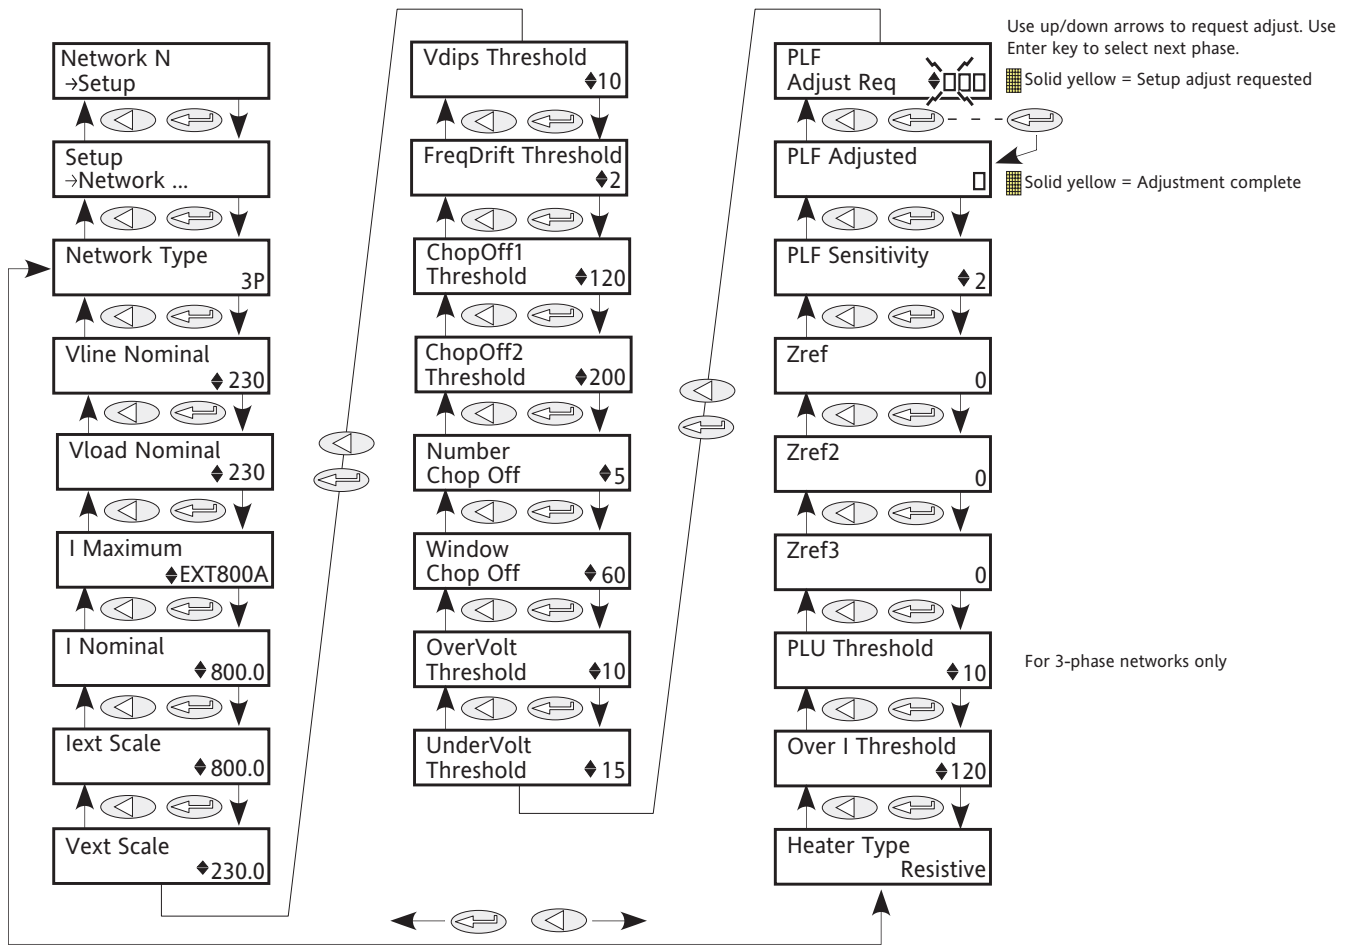 Network N
→Setup
Setup
→Network ...
Network Type
3P
Vline Nominal
230
Vload Nominal
230
I Maximum
EXT800A
I Nominal
800.0
Iext Scale
800.0
Vext Scale
230.0
Vdips Threshold
10
FreqDrift Threshold
2
ChopOff1
Threshold 120
ChopOff2
Threshold 200
Number
Chop Off 5
Window
Chop Off 60
OverVolt
Threshold 10
UnderVolt
Threshold 15
PLF
Adjust Req
PLF Adjusted
PLF Sensitivity
2
Zref
0
Zref2
0
Zref3
0
PLU Threshold
10
Over I Threshold
120
Heater Type
Resistive
Use up/down arrows to request adjust. Use
Enter key to select next phase.
Solid yellow = Setup adjust requested
Solid yellow = Adjustment complete
For 3-phase networks only